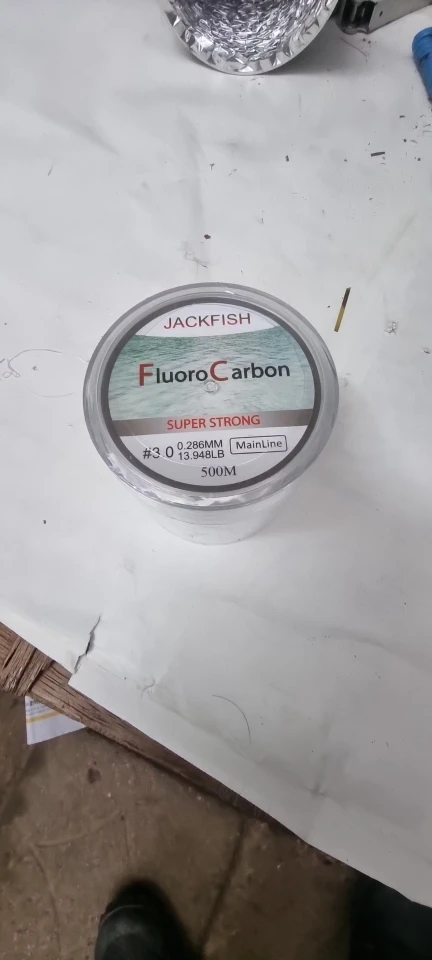 JACKFISH
FluoroCarbon
SUPER STRONG
#3.0 0.286MM 13.948LB MainLine
500M